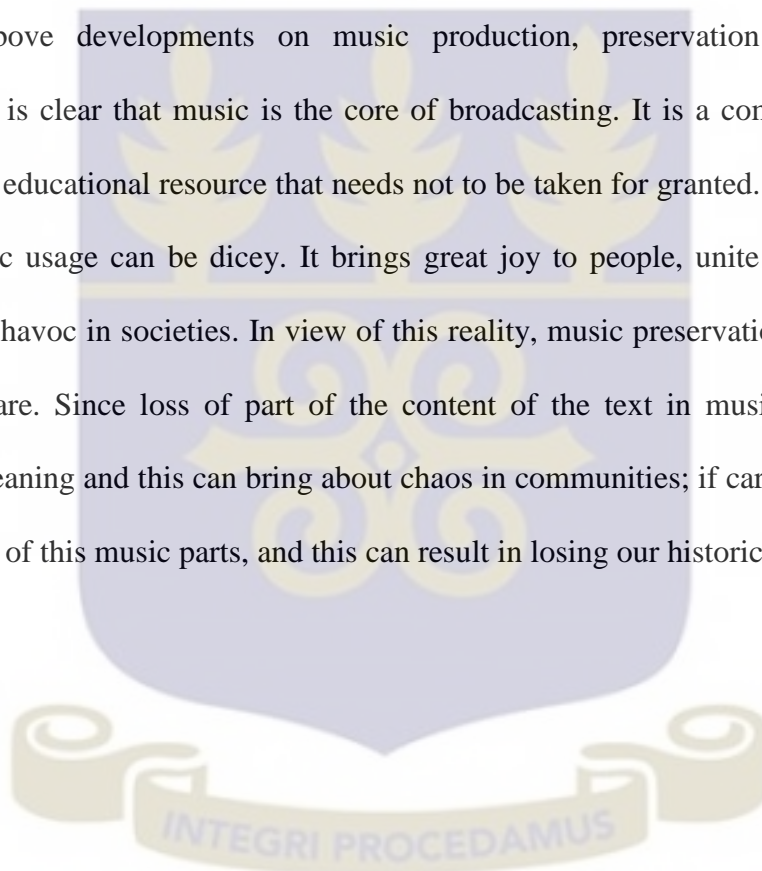 bove developments on music production, preservation
is clear that music is the core of broadcasting. It is a con
educational resource that needs not to be taken for granted.
c usage can be dicey. It brings great joy to people, unite
havoc in societies. In view of this reality, music preservatio
are. Since loss of part of the content of the text in musi
eaning and this can bring about chaos in communities; if car
of this music parts, and this can result in losing our historic
INTEGRI PROCEDAMUS